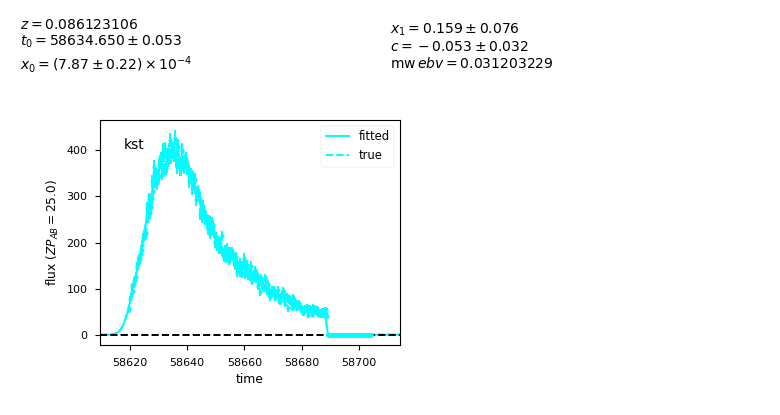 z = 0.086123106
t₀ = 58634.650 ± 0.053
x₀ = (7.87 ± 0.22) × 10⁻⁴
x₁ = 0.159 ± 0.076
c = −0.053 ± 0.032
mw ebv = 0.031203229
kst
fitted
true
flux (ZP_AB = 25.0)
400
300
200
100
0
58620 58640 58660 58680 58700
time